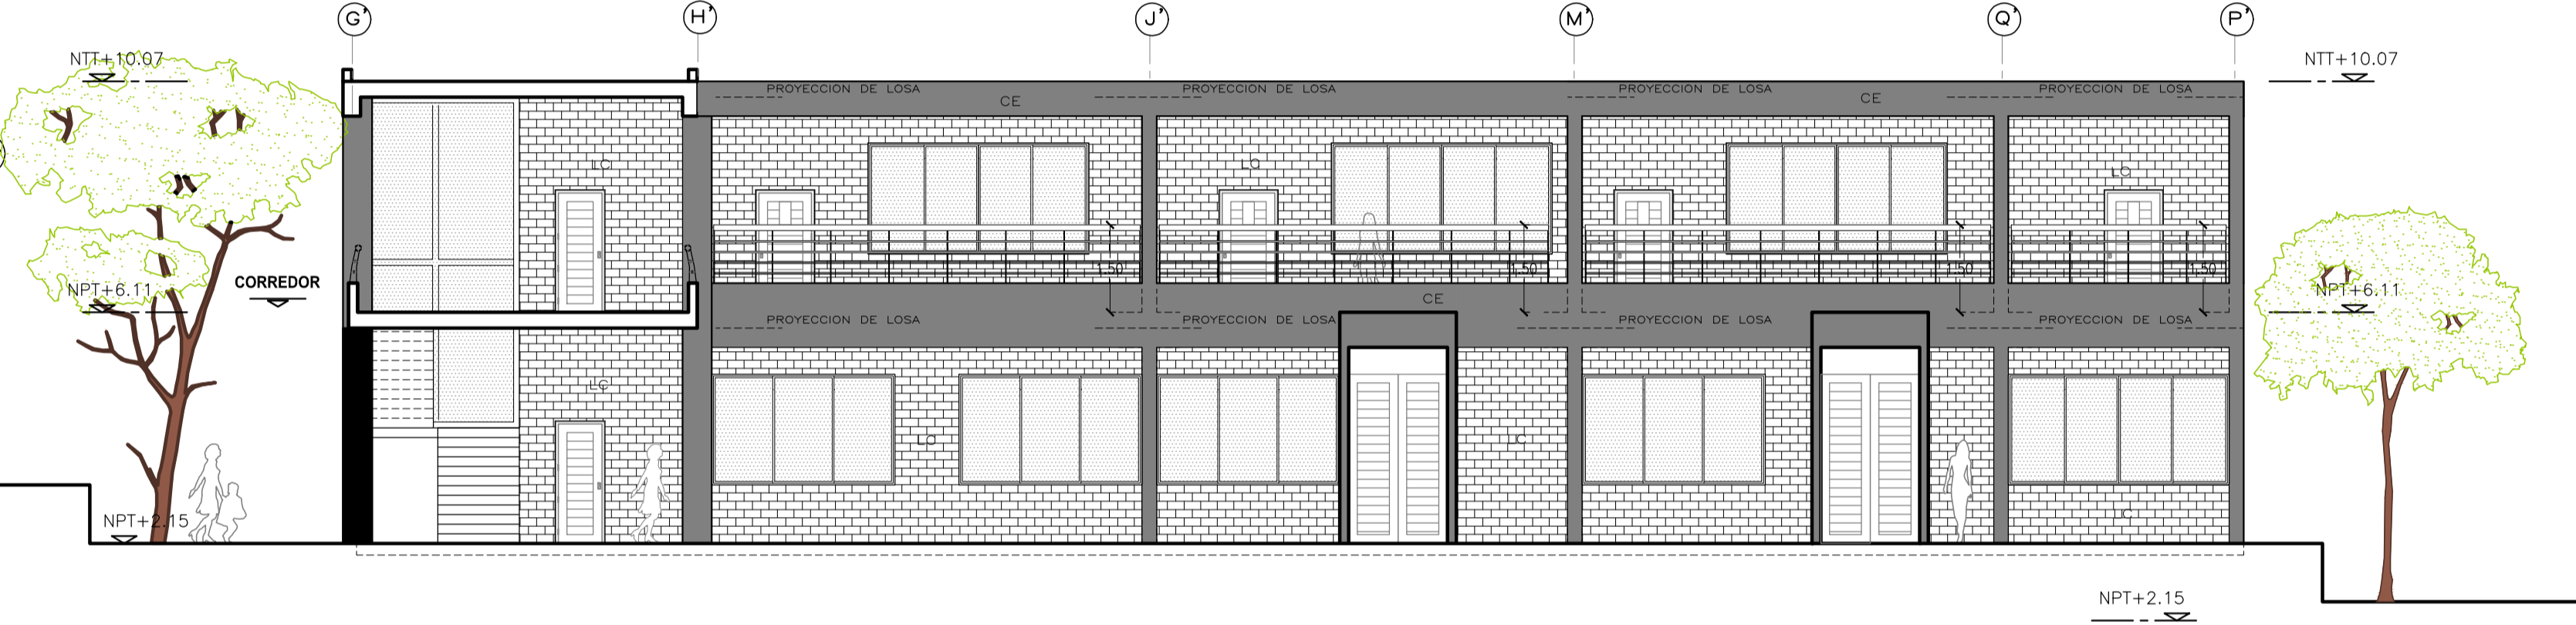 G' H' J' M' Q' P'
NTT+10.07 NTT+10.07
PROYECCION DE LOSA PROYECCION DE LOSA PROYECCION DE LOSA PROYECCION DE LOSA
CE CE
LC LC LC
1.50 1.50 1.50 1.50
CORREDOR
NPT+6.11 NPT+6.11
CE
PROYECCION DE LOSA PROYECCION DE LOSA PROYECCION DE LOSA PROYECCION DE LOSA
LC
LC LC
LC
NPT+2.15
NPT+2.15